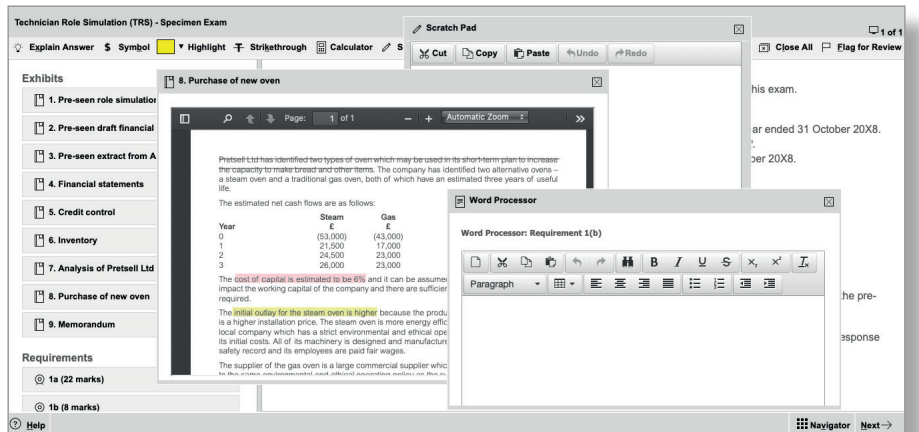 Technician Role Simulation (TRS) - Specimen Exam
1 of 1
Explain Answer $ Symbol Highlight T Strikethrough Calculator S
Close All Flag for Review
Scratch Pad
Cut Copy Paste Undo Redo
Exhibits
1. Pre-seen role simulation
2. Pre-seen draft financial
3. Pre-seen extract from A
4. Financial statements
5. Credit control
6. Inventory
7. Analysis of Pretsell Ltd
8. Purchase of new oven
9. Memorandum
Requirements
1a (22 marks)
1b (8 marks)
8. Purchase of new oven
Page: 1 of 1 − + Automatic Zoom
Pretsell Ltd has identified two types of oven which may be used in its short-term plan to increase
the capacity to make bread and other items. The company has identified two alternative ovens –
a steam oven and a traditional gas oven, both of which have an estimated three years of useful
life.
The estimated net cash flows are as follows:
Steam Gas
Year £ £
0 (53,000) (43,000)
1 21,500 17,000
2 24,500 23,000
3 26,000 23,000
The cost of capital is estimated to be 6% and it can be assume
impact the working capital of the company and there are sufficier
required.
The initial outlay for the steam oven is higher because the produ
is a higher installation price. The steam oven is more energy effic
local company which has a strict environmental and ethical ope
its initial costs. All of its machinery is designed and manufacture
safety record and its employees are paid fair wages.
The supplier of the gas oven is a large commercial supplier whic
Word Processor
Word Processor: Requirement 1(b)
B I U S x₂ x² Tx
Paragraph
his exam.
ar ended 31 October 20X8.
ber 20X8.
the pre-
esponse
Help
Navigator Next